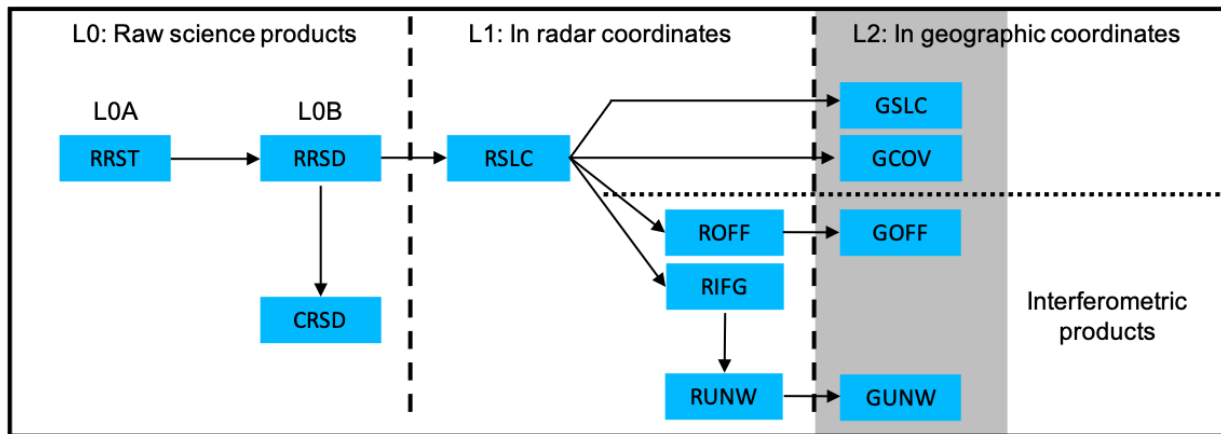 L0: Raw science products
L1: In radar coordinates
L2: In geographic coordinates
L0A
L0B
GSLC
RRST
RRSD
RSLC
GCOV
ROFF
GOFF
RIFG
CRSD
Interferometric
products
RUNW
GUNW